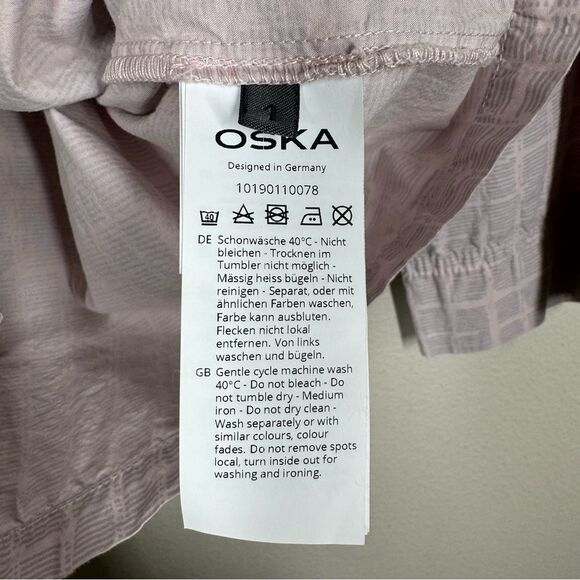 1
OSKA
Designed in Germany
10190110078
40
DE Schonwäsche 40°C - Nicht
bleichen - Trocknen im
Tumbler nicht möglich -
Mässig heiss bügeln - Nicht
reinigen - Separat, oder mit
ähnlichen Farben waschen,
Farbe kann ausbluten.
Flecken nicht lokal
entfernen. Von links
waschen und bügeln.
GB Gentle cycle machine wash
40°C - Do not bleach - Do
not tumble dry - Medium
iron - Do not dry clean -
Wash separately or with
similar colours, colour
fades. Do not remove spots
local, turn inside out for
washing and ironing.